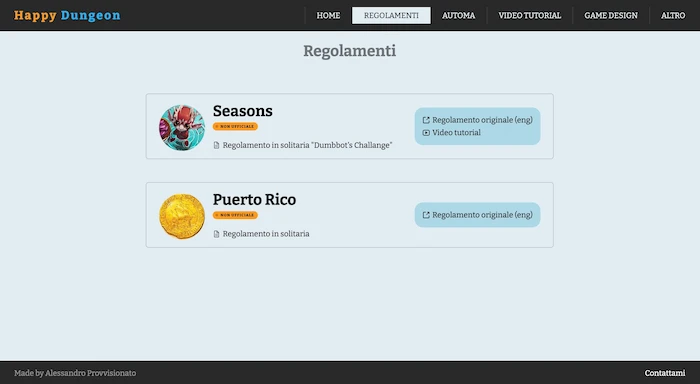 Happy Dungeon
HOME
REGOLAMENTI
AUTOMA
VIDEO TUTORIAL
GAME DESIGN
ALTRO
Regolamenti
Seasons
NON UFFICIALE
Regolamento in solitaria "Dumbbot's Challange"
Regolamento originale (eng)
Video tutorial
Puerto Rico
NON UFFICIALE
Regolamento in solitaria
Regolamento originale (eng)
Made by Alessandro Provvisionato
Contattami